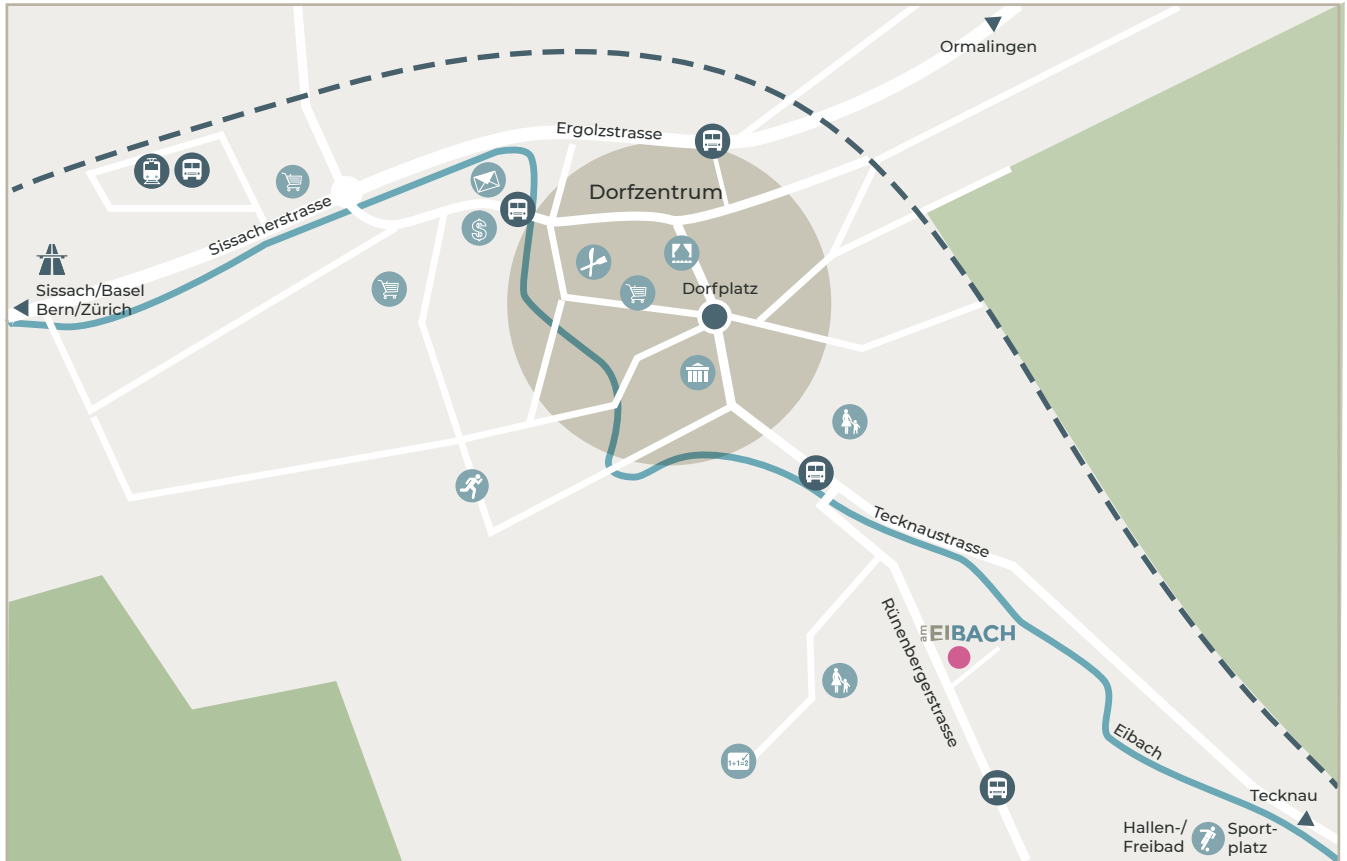 Ormalingen
Ergolzstrasse
Dorfzentrum
Sissacherstrasse
$
Sissach/Basel
Bern/Zürich
Dorfplatz
Tecknaustrasse
am EIBACH
Rünenbergerstrasse
Eibach
1+1=2
Tecknau
Hallen-/
Freibad
Sport-
platz